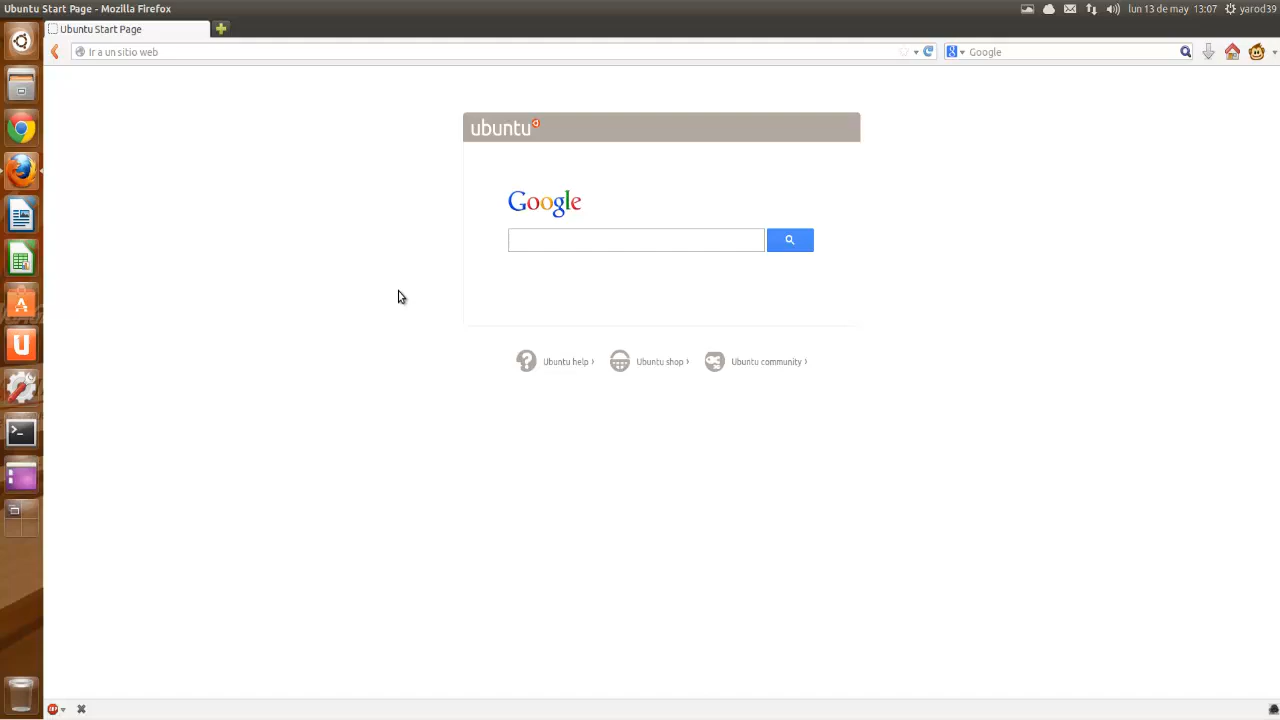 Ubuntu Start Page - Mozilla Firefox
lun 13 de may 13:07 yarod39
Ubuntu Start Page
Ir a un sitio web
Google
ubuntu
Google
Ubuntu help ›
Ubuntu shop ›
Ubuntu community ›